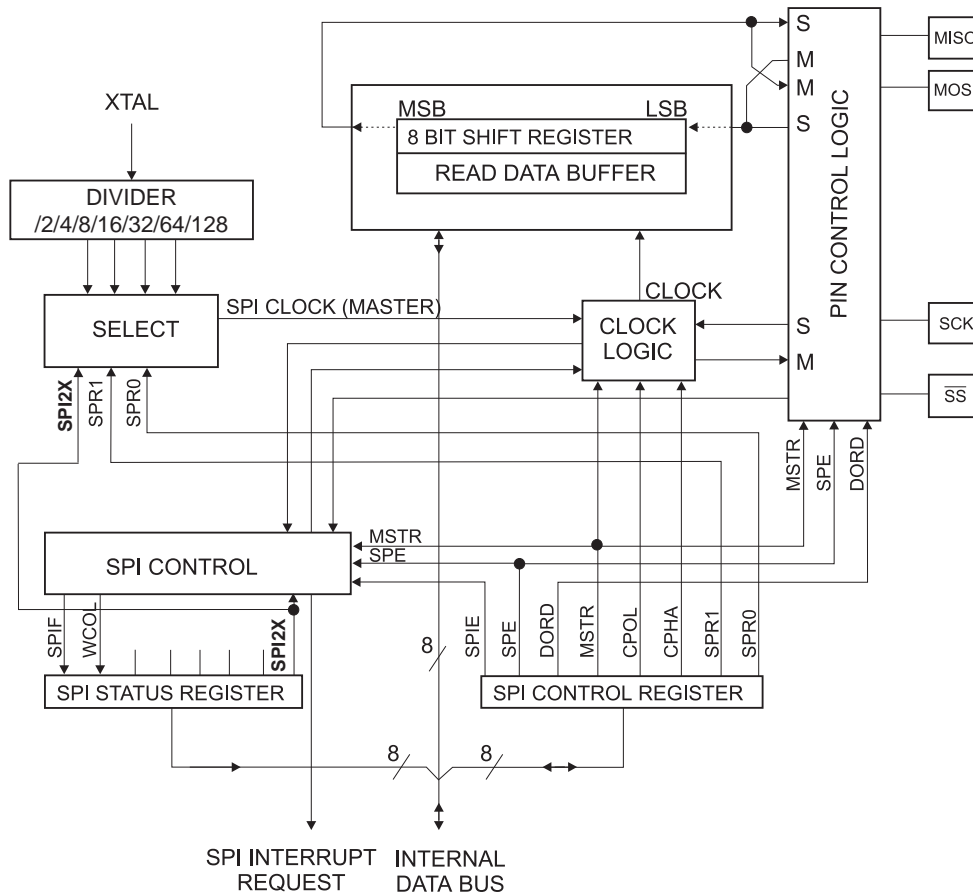 S
MISO
M
XTAL
MSB
LSB
M
MOSI
8 BIT SHIFT REGISTER
S
READ DATA BUFFER
DIVIDER
/2/4/8/16/32/64/128
PIN CONTROL LOGIC
SPI CLOCK (MASTER)
CLOCK
SELECT
CLOCK
LOGIC
S
SCK
M
SPI2X
SPR1
SPR0
SS
MSTR
SPE
DORD
MSTR
SPE
SPI CONTROL
SPIF
WCOL
SPI2X
8
SPIE
SPE
DORD
MSTR
CPOL
CPHA
SPR1
SPR0
SPI STATUS REGISTER
SPI CONTROL REGISTER
8
8
SPI INTERRUPT
REQUEST
INTERNAL
DATA BUS